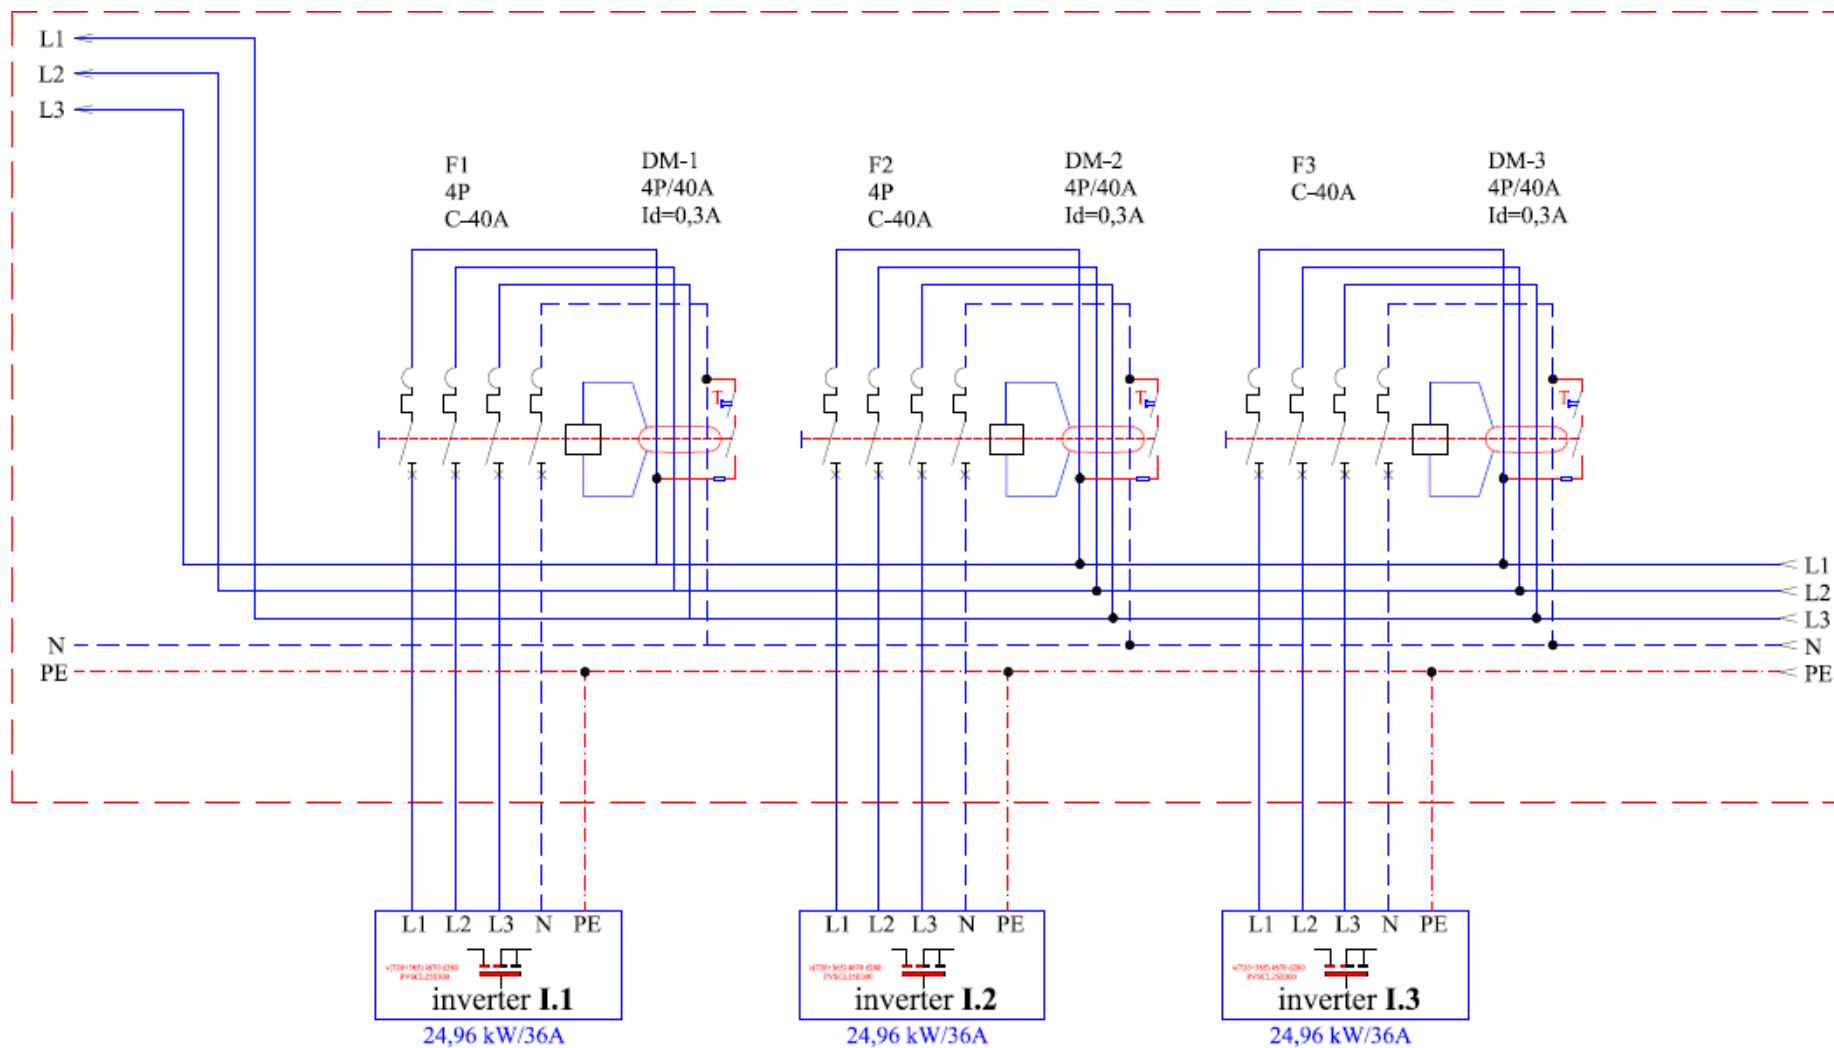 L1
L2
L3
F1
4P
C-40A
DM-1
4P/40A
Id=0,3A
F2
4P
C-40A
DM-2
4P/40A
Id=0,3A
F3
C-40A
DM-3
4P/40A
Id=0,3A
T
T
T
L1
L2
L3
N
PE
N
PE
L1 L2 L3 N PE
inverter I.1
24,96 kW/36A
L1 L2 L3 N PE
inverter I.2
24,96 kW/36A
L1 L2 L3 N PE
inverter I.3
24,96 kW/36A